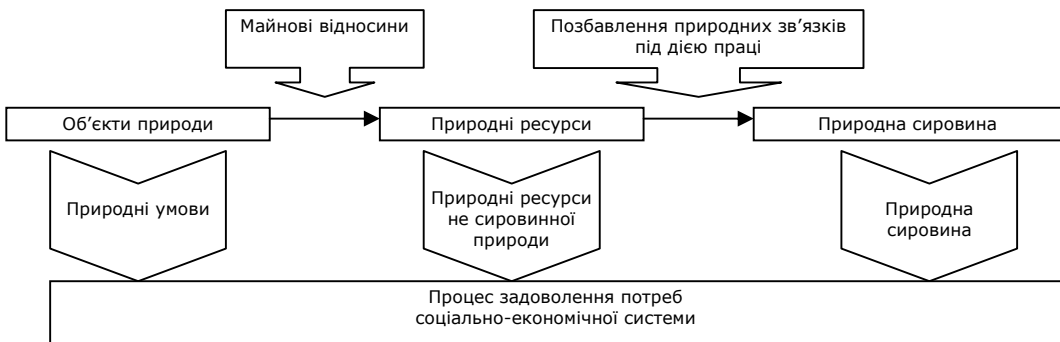 Майнові відносини
Позбавлення природних зв’язків
під дією праці
Об’єкти природи
Природні ресурси
Природна сировина
Природні умови
Природні ресурси
не сировинної
природи
Природна
сировина
Процес задоволення потреб
соціально-економічної системи